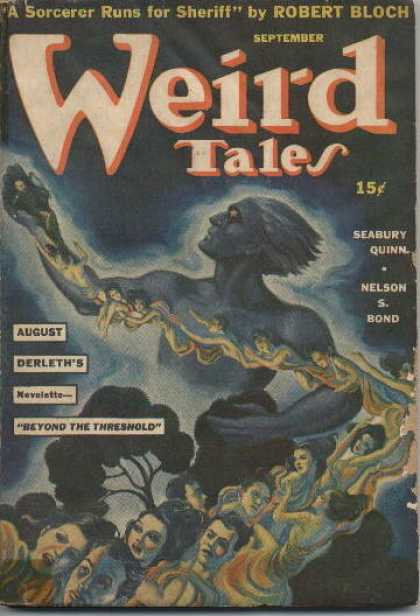 "A Sorcerer Runs for Sheriff" by ROBERT BLOCH
SEPTEMBER
Weird
Tales
15¢
SEABURY
QUINN
•
NELSON
S.
BOND
AUGUST
DERLETH'S
Novelette—
"BEYOND THE THRESHOLD"